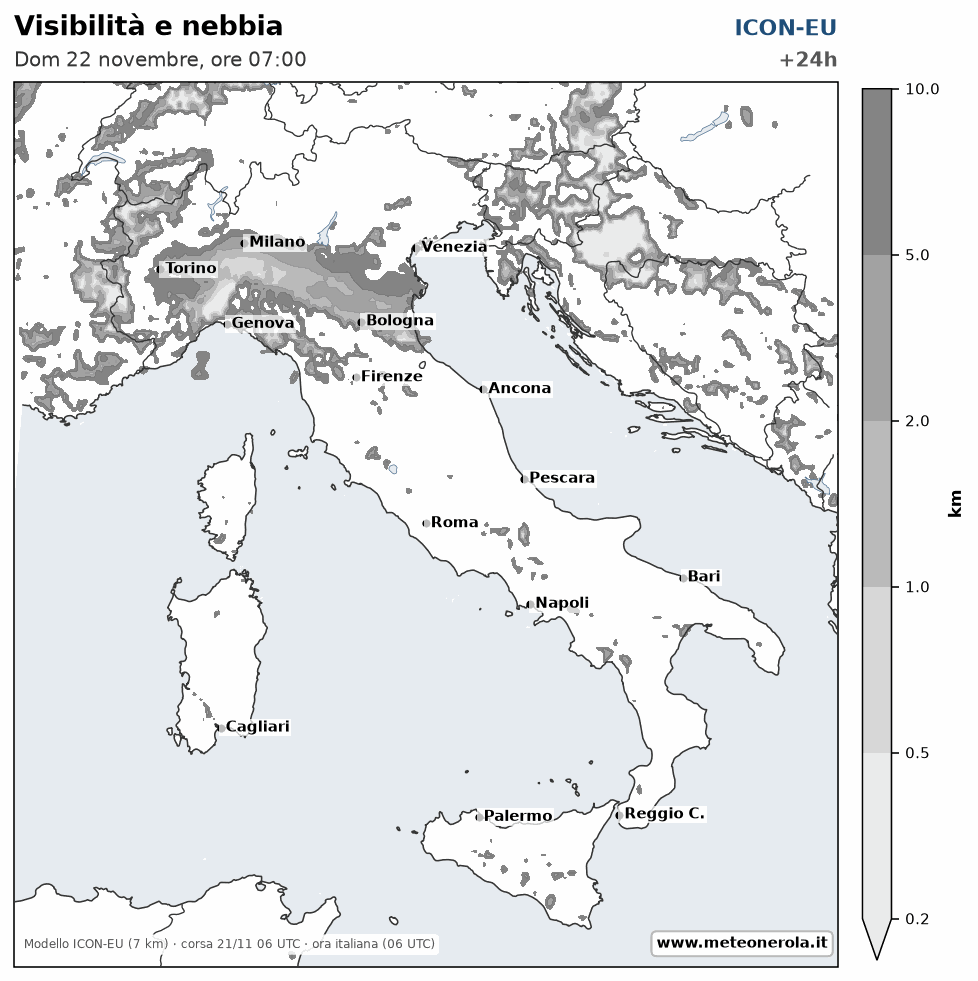 Visibilità e nebbia
ICON-EU
Dom 22 novembre, ore 07:00
+24h
10.0
5.0
2.0
1.0
0.5
0.2
km
Milano
Venezia
Torino
Genova
Bologna
Firenze
Ancona
Pescara
Roma
Bari
Napoli
Cagliari
Palermo
Reggio C.
Modello ICON-EU (7 km) · corsa 21/11 06 UTC · ora italiana (06 UTC)
www.meteonerola.it